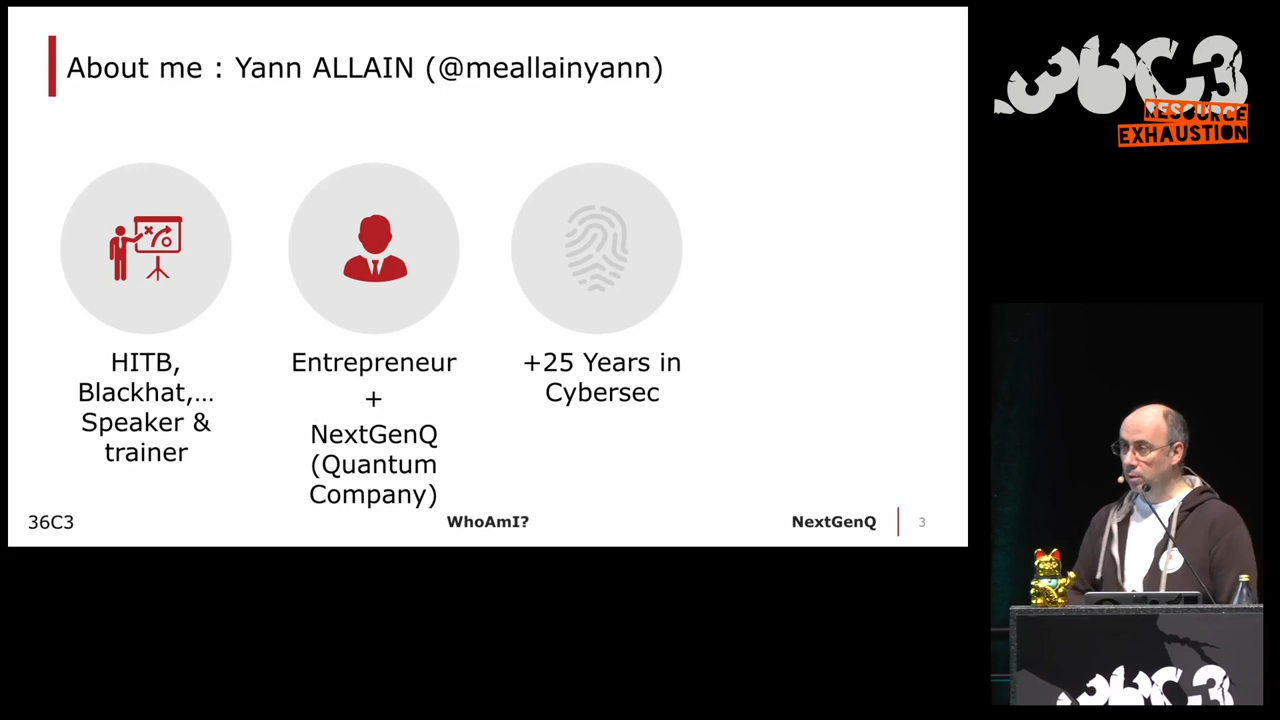 About me : Yann ALLAIN (@meallainyann)
HITB,
Blackhat,...
Speaker &
trainer
Entrepreneur
+
NextGenQ
(Quantum
Company)
+25 Years in
Cybersec
36C3
WhoAmI?
NextGenQ
3
36C3
RESOURCE
EXHAUSTION
36C3